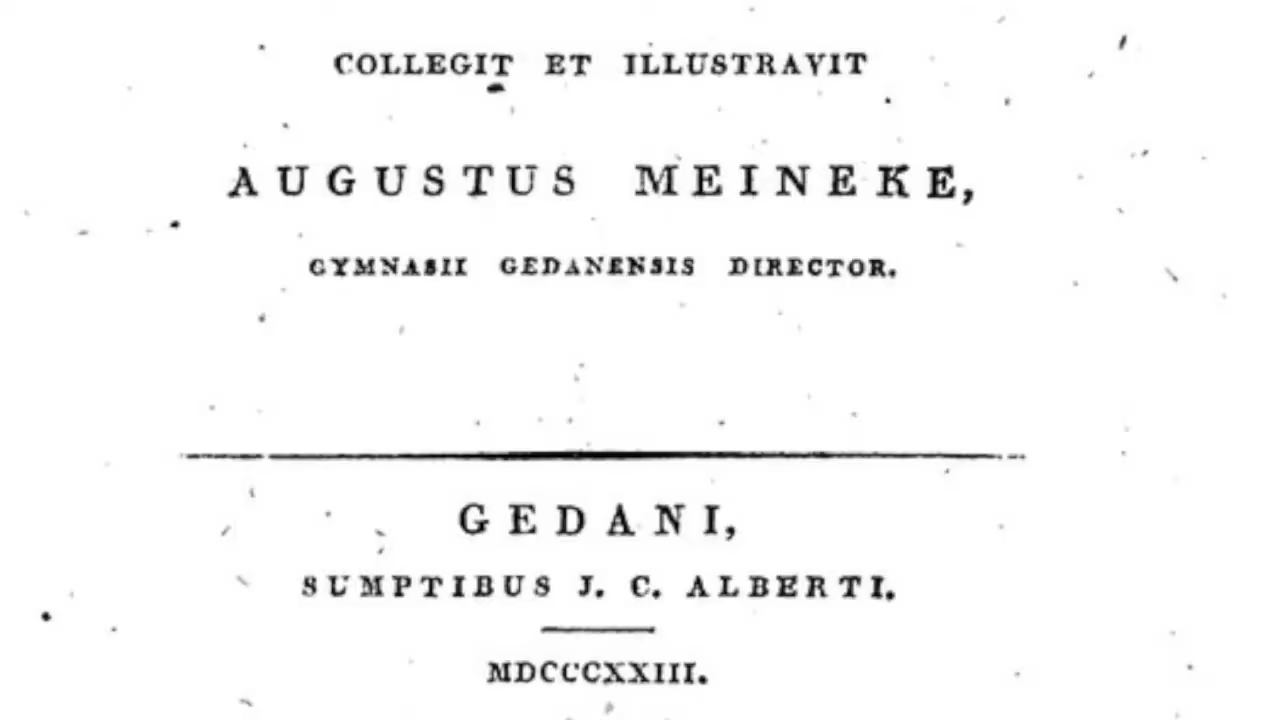 COLLEGIT ET ILLUSTRAVIT
AUGUSTUS MEINEKE,
GYMNASII GEDANENSIS DIRECTOR.
GEDANI,
SUMPTIBUS J. C. ALBERTI.
MDCCCXXIII.